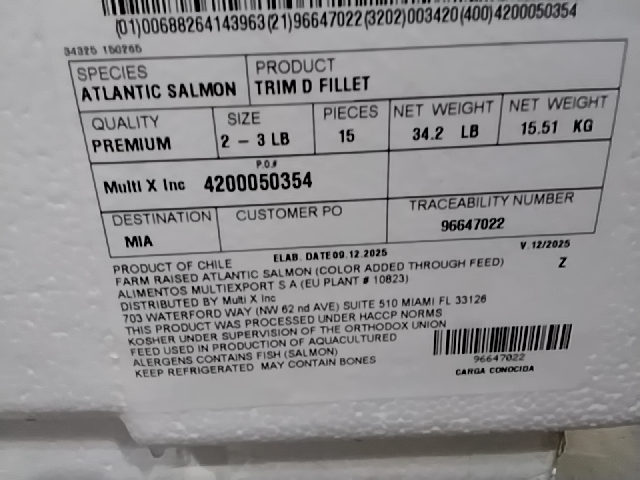 (01)00688264143963(21)96647022(3202)003420(400)4200050354
34325 150265
SPECIES PRODUCT
ATLANTIC SALMON TRIM D FILLET
QUALITY SIZE PIECES NET WEIGHT NET WEIGHT
PREMIUM 2 - 3 LB 15 34.2 LB 15.51 KG
P.O.#
Multi X Inc 4200050354
DESTINATION CUSTOMER PO TRACEABILITY NUMBER
MIA 96647022
PRODUCT OF CHILE ELAB. DATE09.12.2025 V.12/2025
FARM RAISED ATLANTIC SALMON (COLOR ADDED THROUGH FEED) Z
ALIMENTOS MULTIEXPORT S A (EU PLANT # 10823)
DISTRIBUTED BY Multi X Inc
703 WATERFORD WAY (NW 62 nd AVE) SUITE 510 MIAMI FL 33126
THIS PRODUCT WAS PROCESSED UNDER HACCP NORMS
KOSHER UNDER SUPERVISION OF THE ORTHODOX UNION
FEED USED IN PRODUCTION OF AQUACULTURED
ALERGENS CONTAINS FISH (SALMON)
KEEP REFRIGERATED MAY CONTAIN BONES
96647022
CARGA CONOCIDA